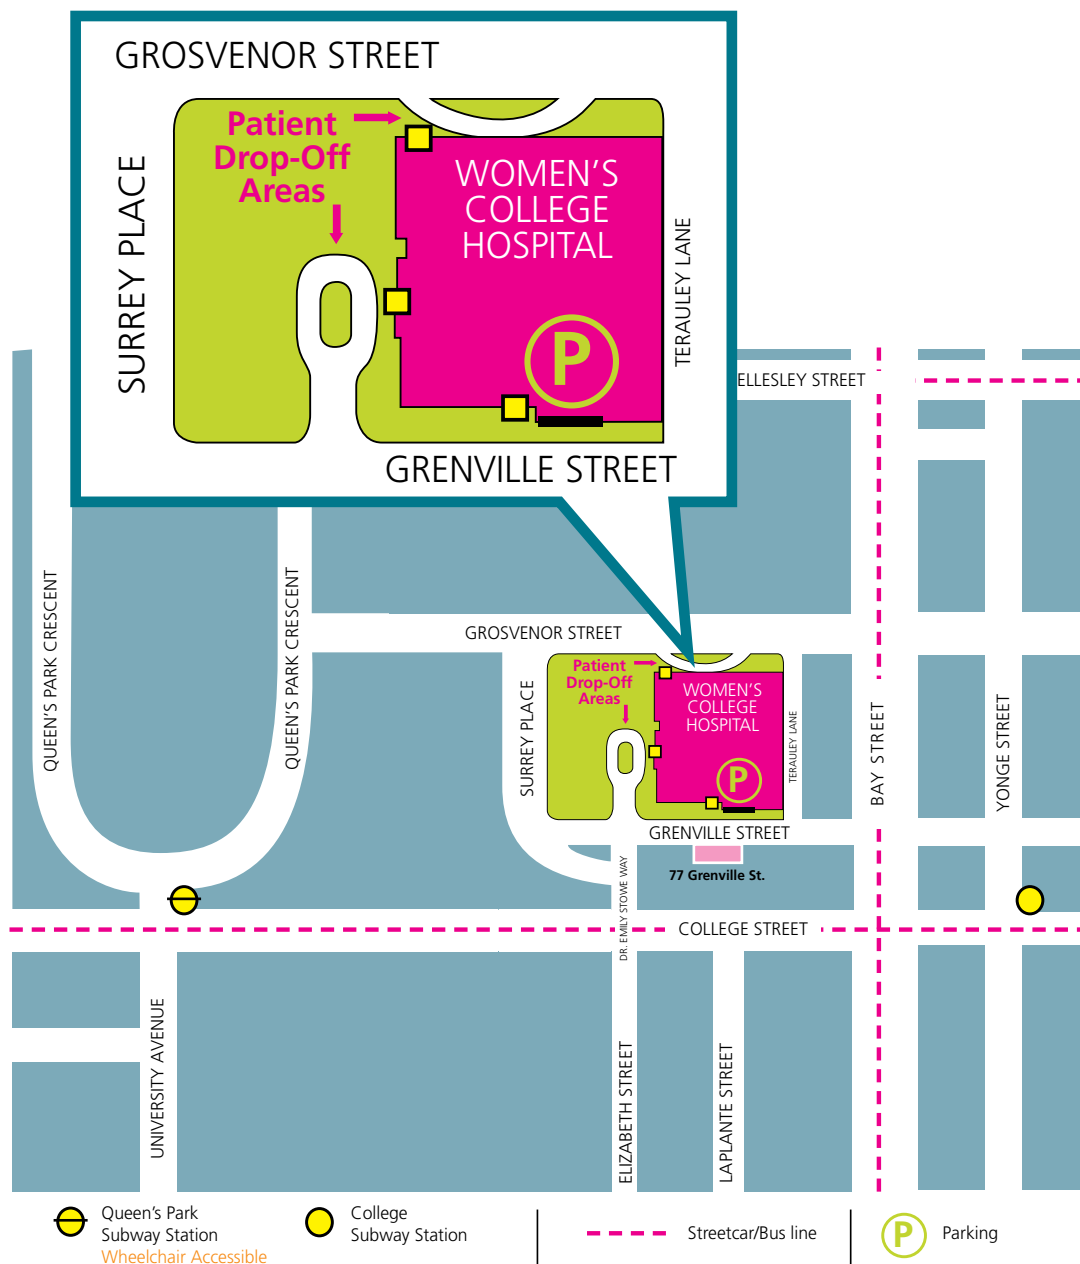 GROSVENOR STREET
Patient
Drop-Off
Areas
WOMEN'S
COLLEGE
HOSPITAL
SURREY PLACE
TERAULEY LANE
P
GRENVILLE STREET
ELLESLEY STREET
QUEEN'S PARK CRESCENT
QUEEN'S PARK CRESCENT
GROSVENOR STREET
Patient
Drop-Off
Areas
WOMEN'S
COLLEGE
HOSPITAL
SURREY PLACE
TERAULEY LANE
P
BAY STREET
YONGE STREET
GRENVILLE STREET
77 Grenville St.
DR. EMILY STOWE WAY
COLLEGE STREET
UNIVERSITY AVENUE
ELIZABETH STREET
LAPLANTE STREET
Queen's Park
Subway Station
Wheelchair Accessible
College
Subway Station
Streetcar/Bus line
P
Parking